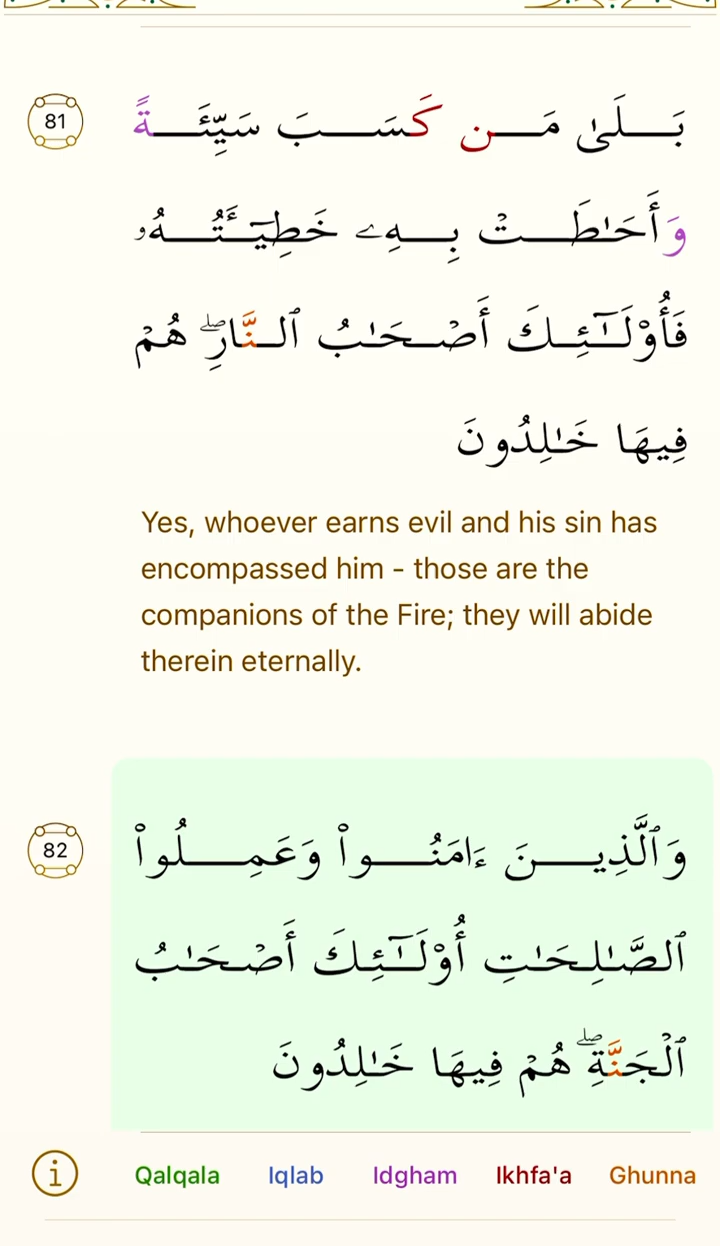 81
بَلَىٰ مَن كَسَبَ سَيِّئَةً
وَأَحَـٰطَتْ بِهِۦ خَطِيٓـَٔتُهُۥ
فَأُو۟لَـٰٓئِكَ أَصْحَـٰبُ ٱلنَّارِ ۖ هُمْ
فِيهَا خَـٰلِدُونَ
Yes, whoever earns evil and his sin has
encompassed him - those are the
companions of the Fire; they will abide
therein eternally.
82
وَٱلَّذِينَ ءَامَنُوا۟ وَعَمِلُوا۟
ٱلصَّـٰلِحَـٰتِ أُو۟لَـٰٓئِكَ أَصْحَـٰبُ
ٱلْجَنَّةِ ۖ هُمْ فِيهَا خَـٰلِدُونَ
i Qalqala Iqlab Idgham Ikhfa'a Ghunna